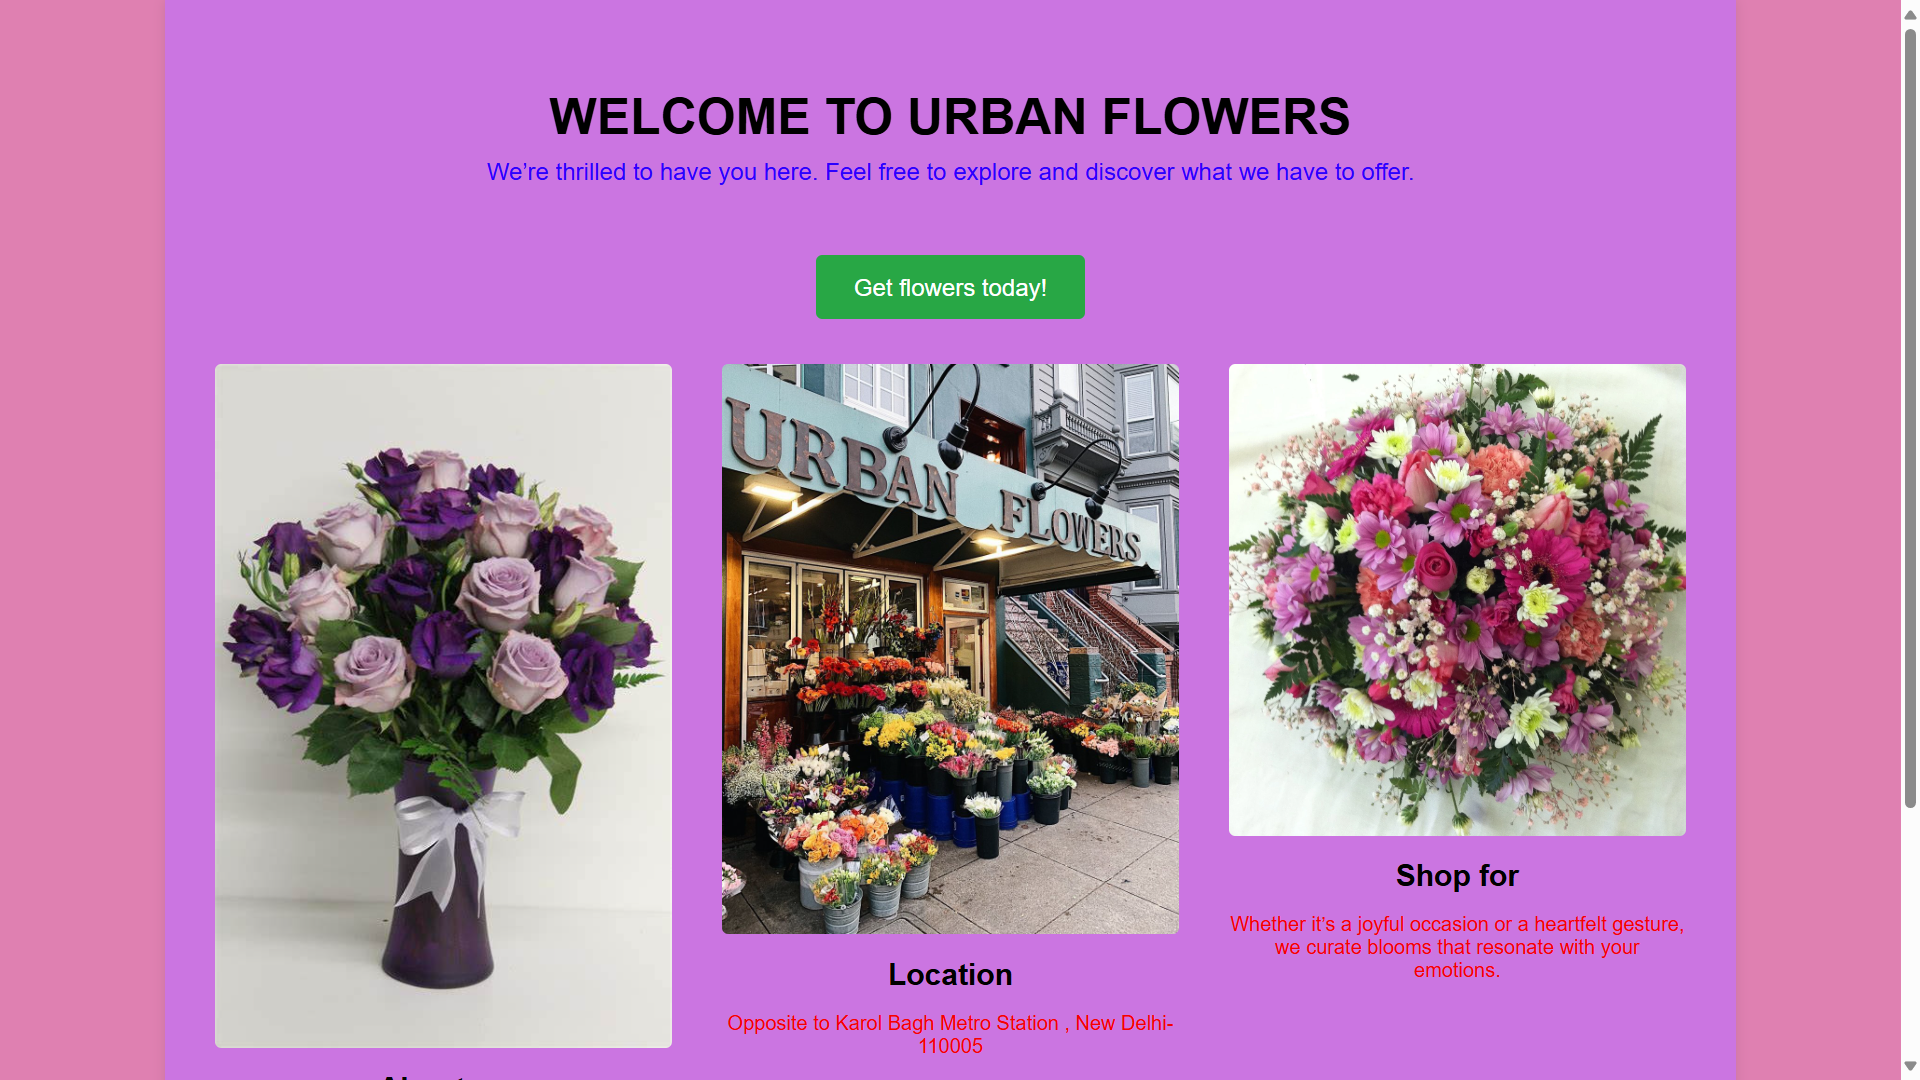 WELCOME TO URBAN FLOWERS
We’re thrilled to have you here. Feel free to explore and discover what we have to offer.
Get flowers today!
URBAN FLOWERS
Shop for
Whether it’s a joyful occasion or a heartfelt gesture,
we curate blooms that resonate with your
emotions.
Location
Opposite to Karol Bagh Metro Station , New Delhi-
110005